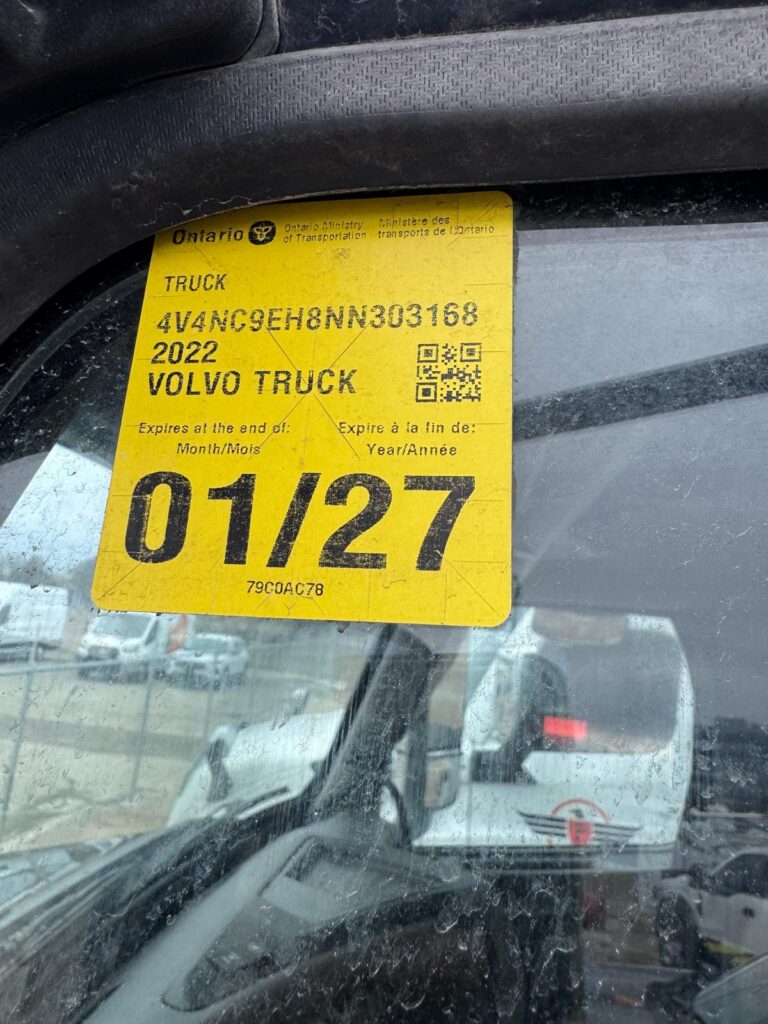 Ontario Ontario Ministry of Transportation Ministère des transports de l'Ontario
TRUCK
4V4NC9EH8NN303168
2022
VOLVO TRUCK
Expires at the end of: Expire à la fin de:
Month/Mois Year/Année
01/27
79C0AC78